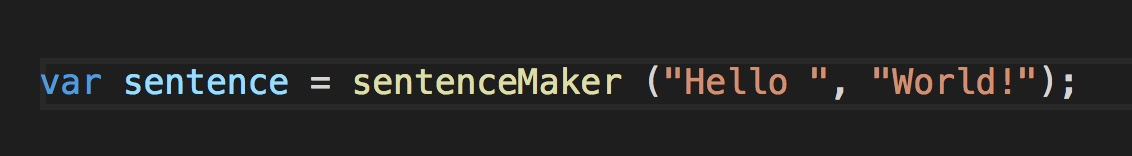 var sentence = sentenceMaker ("Hello ", "World!");